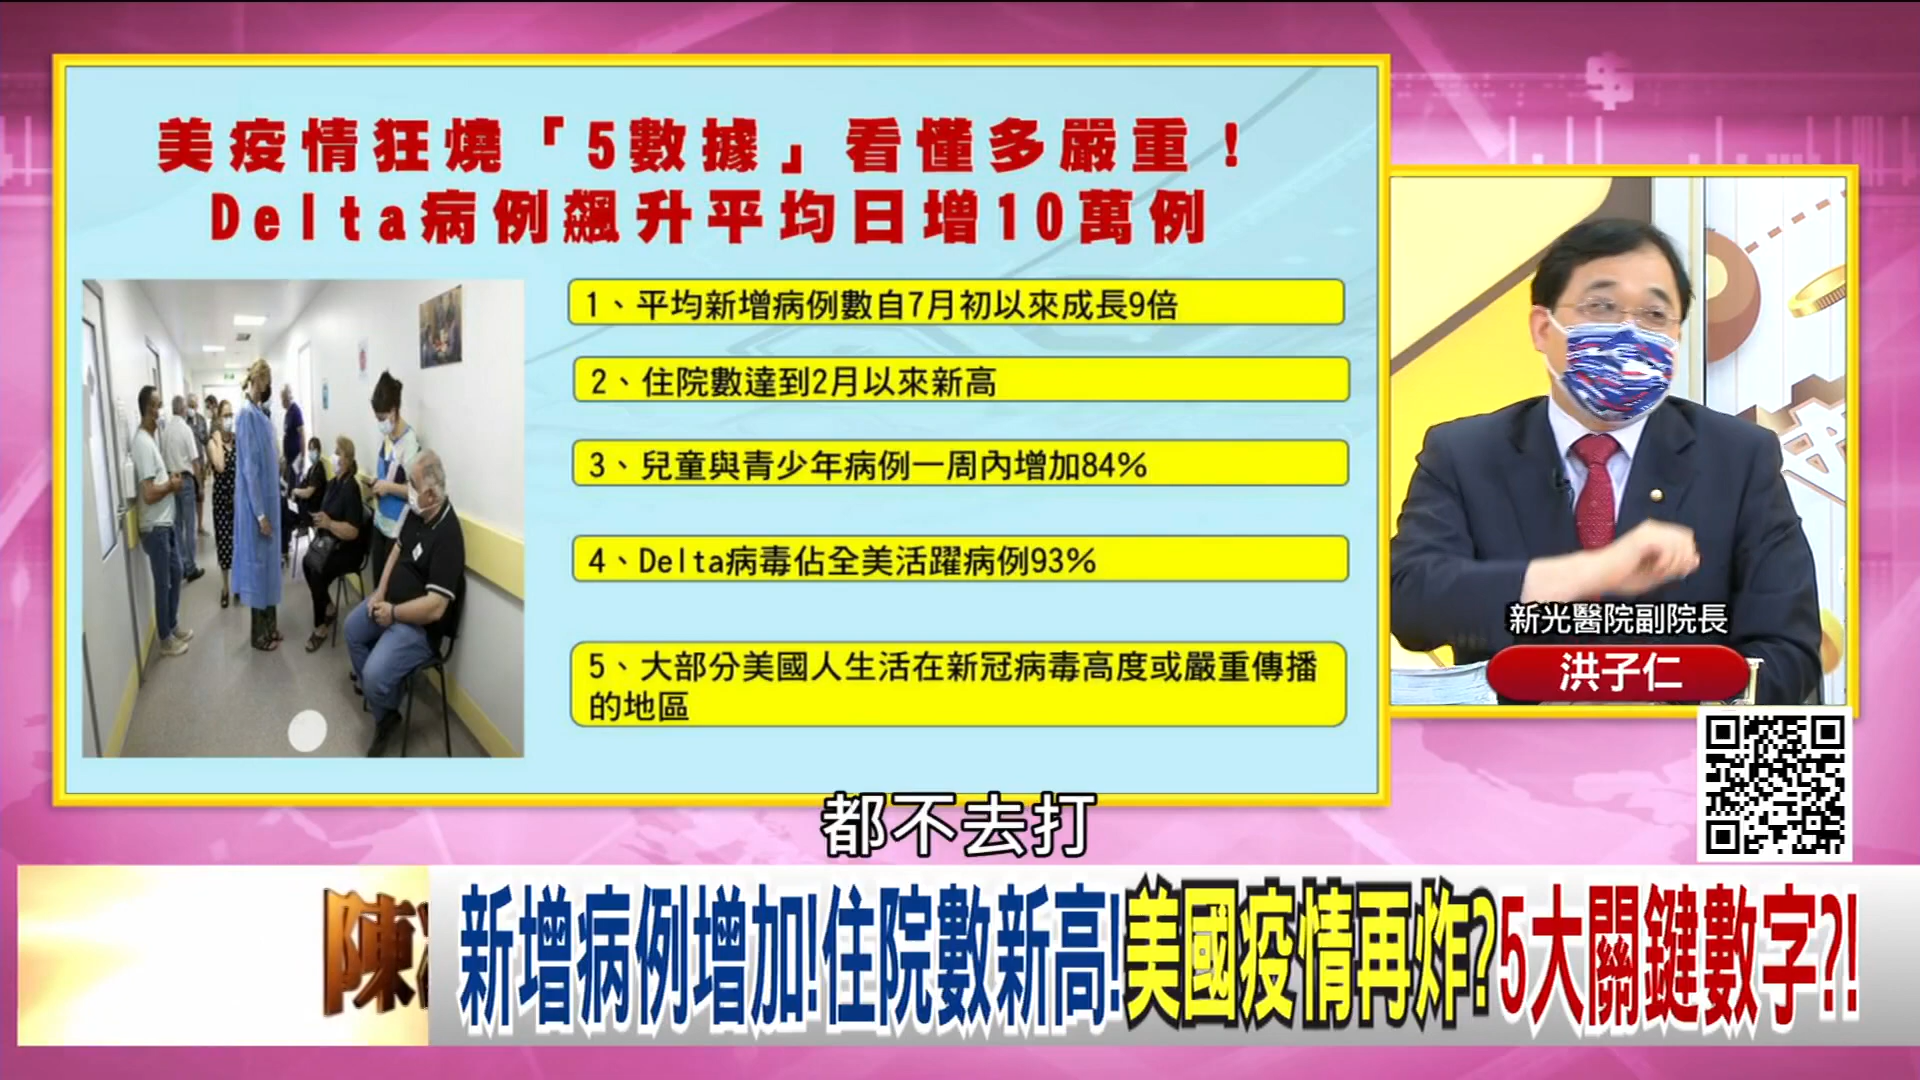 美疫情狂燒「5數據」看懂多嚴重！
Delta病例飆升平均日增10萬例
1、平均新增病例數自7月初以來成長9倍
2、住院數達到2月以來新高
3、兒童與青少年病例一周內增加84%
4、Delta病毒佔全美活躍病例93%
5、大部分美國人生活在新冠病毒高度或嚴重傳播
的地區
新光醫院副院長
洪子仁
都不去打
陳
新增病例增加!住院數新高!美國疫情再炸?5大關鍵數字?!